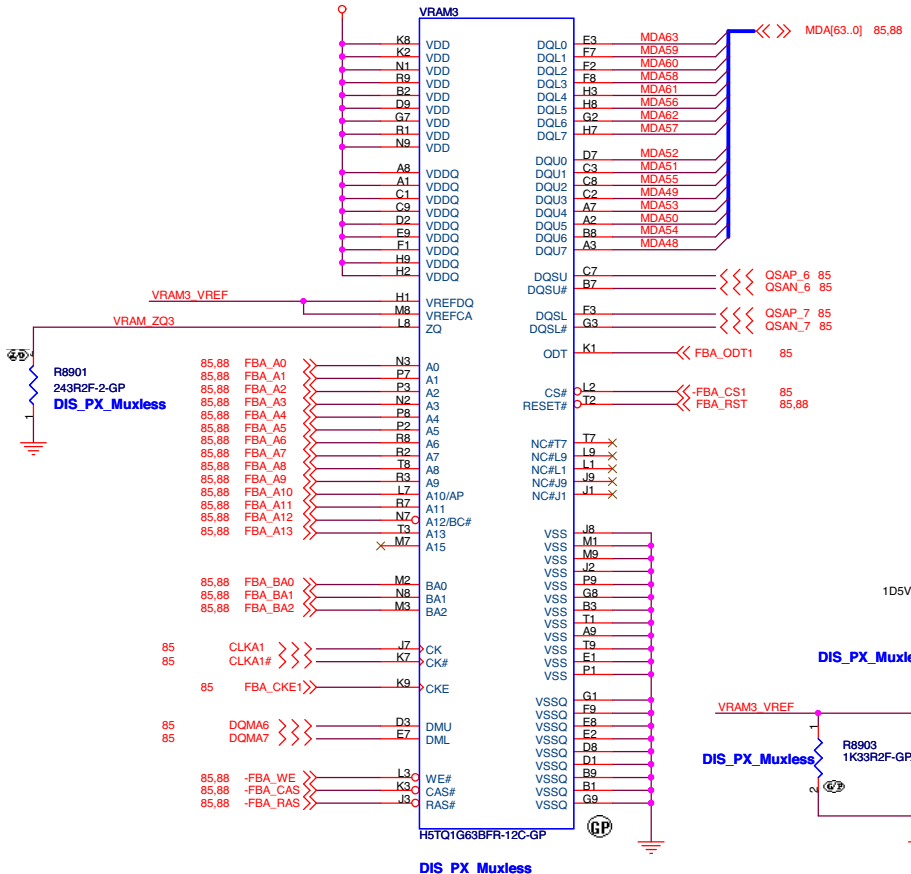 VRAM3
K8 VDD
K2 VDD
N1 VDD
R9 VDD
B2 VDD
D9 VDD
G7 VDD
R1 VDD
N9 VDD
A8 VDDQ
A1 VDDQ
C1 VDDQ
C9 VDDQ
D2 VDDQ
E9 VDDQ
F1 VDDQ
H9 VDDQ
H2 VDDQ
VRAM3_VREF H1 VREFDQ
M8 VREFCA
VRAM_ZQ3 L8 ZQ
R8901
243R2F-2-GP
DIS_PX_Muxless
1
85,88 FBA_A0 N3 A0
85,88 FBA_A1 P7 A1
85,88 FBA_A2 P3 A2
85,88 FBA_A3 N2 A3
85,88 FBA_A4 P8 A4
85,88 FBA_A5 P2 A5
85,88 FBA_A6 R8 A6
85,88 FBA_A7 R2 A7
85,88 FBA_A8 T8 A8
85,88 FBA_A9 R3 A9
85,88 FBA_A10 L7 A10/AP
85,88 FBA_A11 R7 A11
85,88 FBA_A12 N7 A12/BC#
85,88 FBA_A13 T3 A13
M7 A15
85,88 FBA_BA0 M2 BA0
85,88 FBA_BA1 N8 BA1
85,88 FBA_BA2 M3 BA2
85 CLKA1 J7 CK
85 CLKA1# K7 CK#
85 FBA_CKE1 K9 CKE
85 DQMA6 D3 DMU
85 DQMA7 E7 DML
85,88 -FBA_WE L3 WE#
85,88 -FBA_CAS K3 CAS#
85,88 -FBA_RAS J3 RAS#
DQL0 E3 MDA63
DQL1 F7 MDA59
DQL2 F2 MDA60
DQL3 F8 MDA58
DQL4 H3 MDA61
DQL5 H8 MDA56
DQL6 G2 MDA62
DQL7 H7 MDA57
MDA[63..0] 85,88
DQU0 D7 MDA52
DQU1 C3 MDA51
DQU2 C8 MDA55
DQU3 C2 MDA49
DQU4 A7 MDA53
DQU5 A2 MDA50
DQU6 B8 MDA54
DQU7 A3 MDA48
DQSU C7 QSAP_6 85
DQSU# B7 QSAN_6 85
DQSL F3 QSAP_7 85
DQSL# G3 QSAN_7 85
ODT K1 FBA_ODT1 85
CS# L2 -FBA_CS1 85
RESET# T2 FBA_RST 85,88
NC#T7 T7
NC#L9 L9
NC#L1 L1
NC#J9 J9
NC#J1 J1
VSS J8
VSS M1
VSS M9
VSS J2
VSS P9
VSS G8
VSS B3
VSS T1
VSS A9
VSS T9
VSS E1
VSS P1
VSSQ G1
VSSQ F9
VSSQ E8
VSSQ E2
VSSQ D8
VSSQ D1
VSSQ B9
VSSQ B1
VSSQ G9
H5TQ1G63BFR-12C-GP
GP
DIS_PX_Muxless
1D5V
DIS_PX_Muxle
VRAM3_VREF
1
R8903
1K33R2F-GP
DIS_PX_Muxless
2